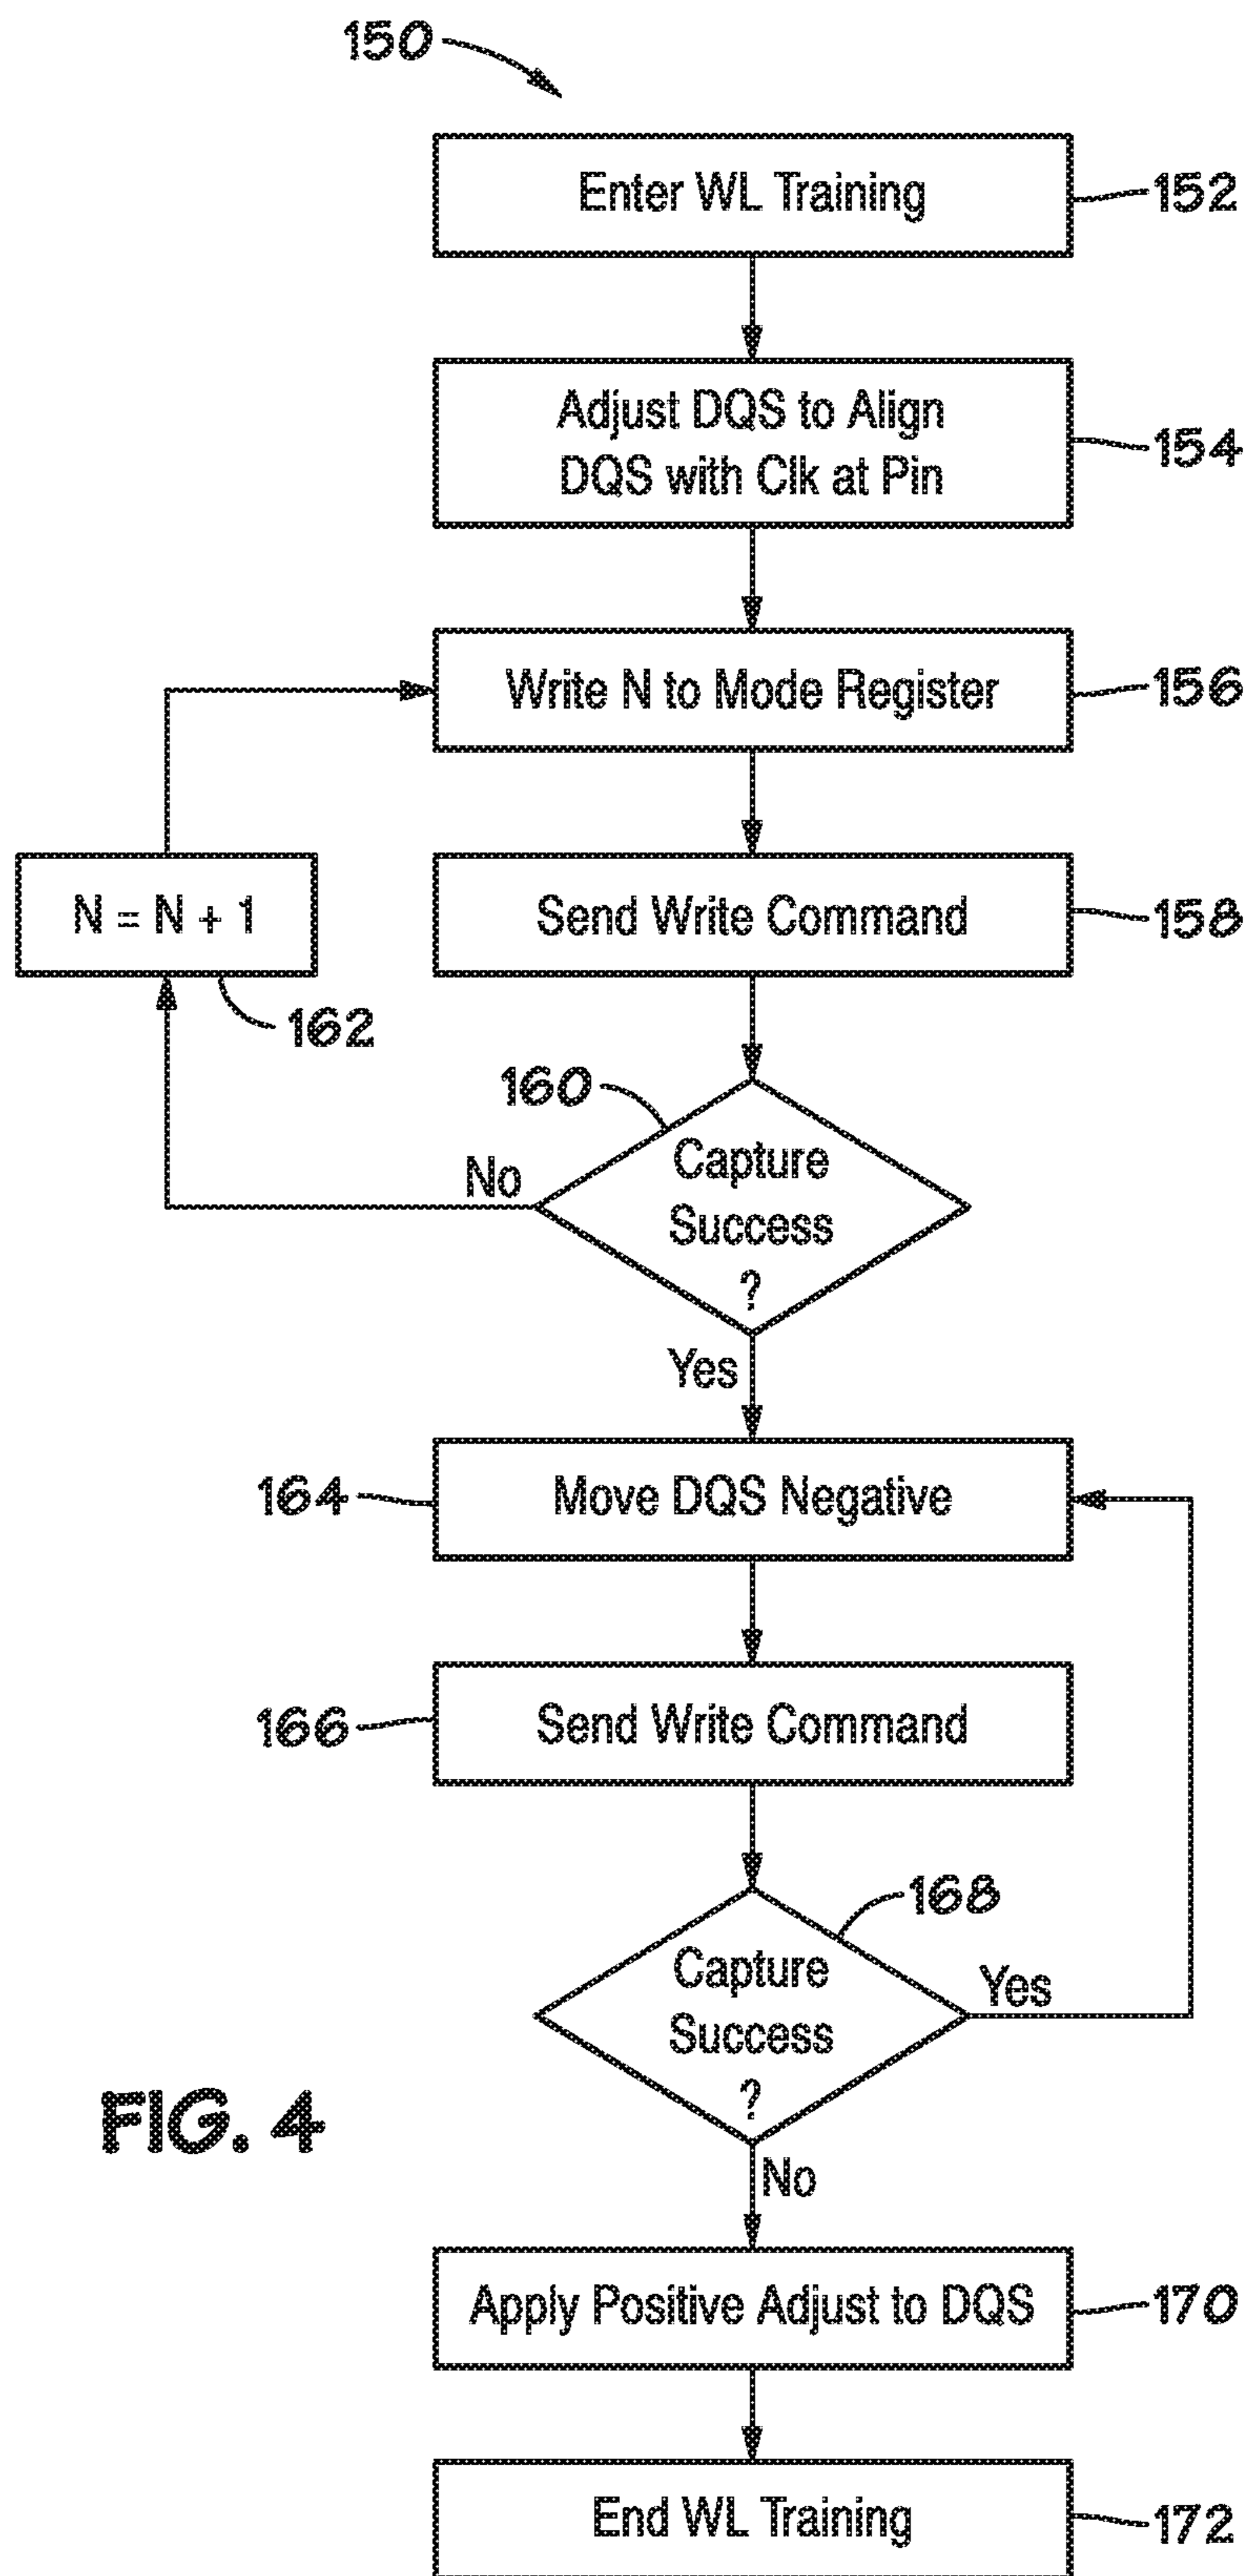 150
Enter WL Training
152
Adjust DQS to Align
DQS with Clk at Pin
154
Write N to Mode Register
156
N = N + 1
162
Send Write Command
158
160
Capture
Success
?
No
Yes
164
Move DQS Negative
166
Send Write Command
168
Capture
Success
?
Yes
No
FIG. 4
Apply Positive Adjust to DQS
170
End WL Training
172